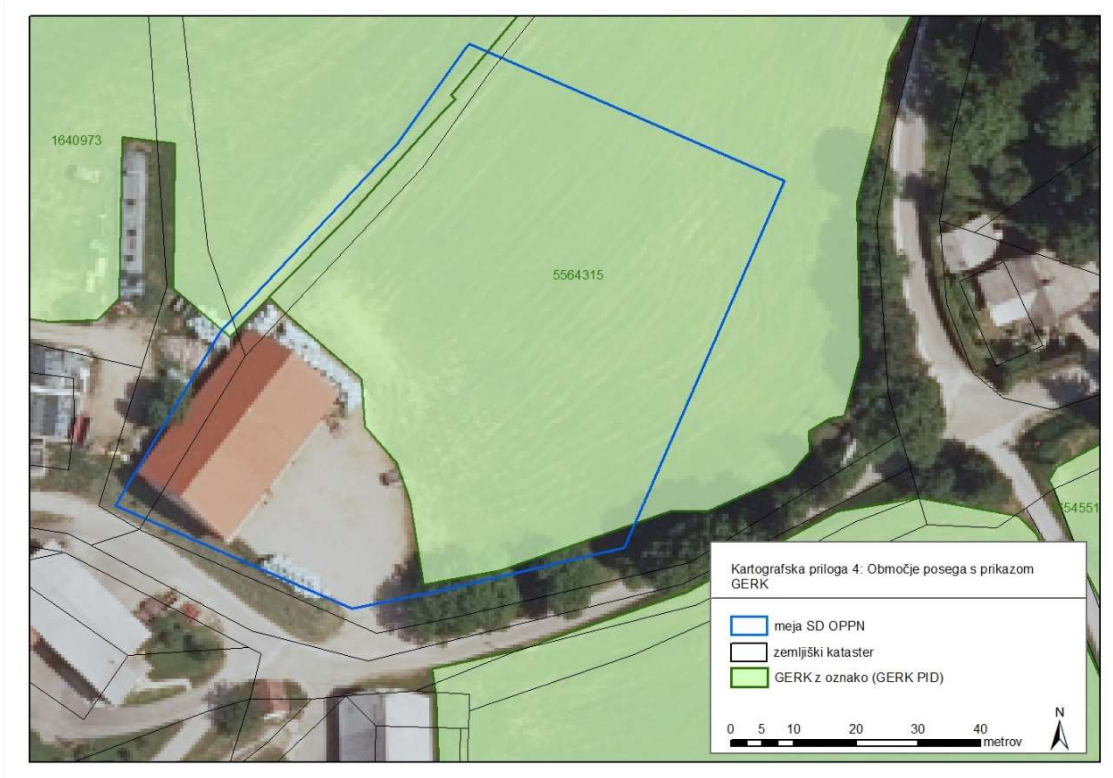 1640973
5564315
54551
Kartografska priloga 4: Območje posega s prikazom
GERK
meja SD OPPN
zemljiški kataster
GERK z oznako (GERK PID)
N
0 5 10 20 30 40
metrov